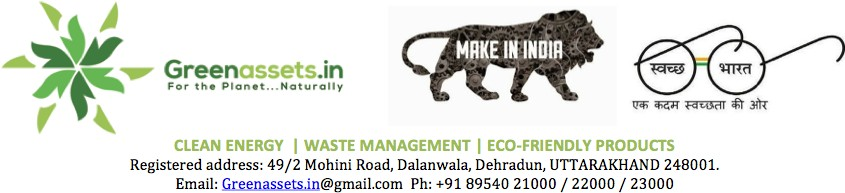 Greenassets.in
For the Planet...Naturally
MAKE IN INDIA
स्वच्छ भारत
एक कदम स्वच्छता की ओर
CLEAN ENERGY | WASTE MANAGEMENT | ECO-FRIENDLY PRODUCTS
Registered address: 49/2 Mohini Road, Dalanwala, Dehradun, UTTARAKHAND 248001.
Email: Greenassets.in@gmail.com Ph: +91 89540 21000 / 22000 / 23000